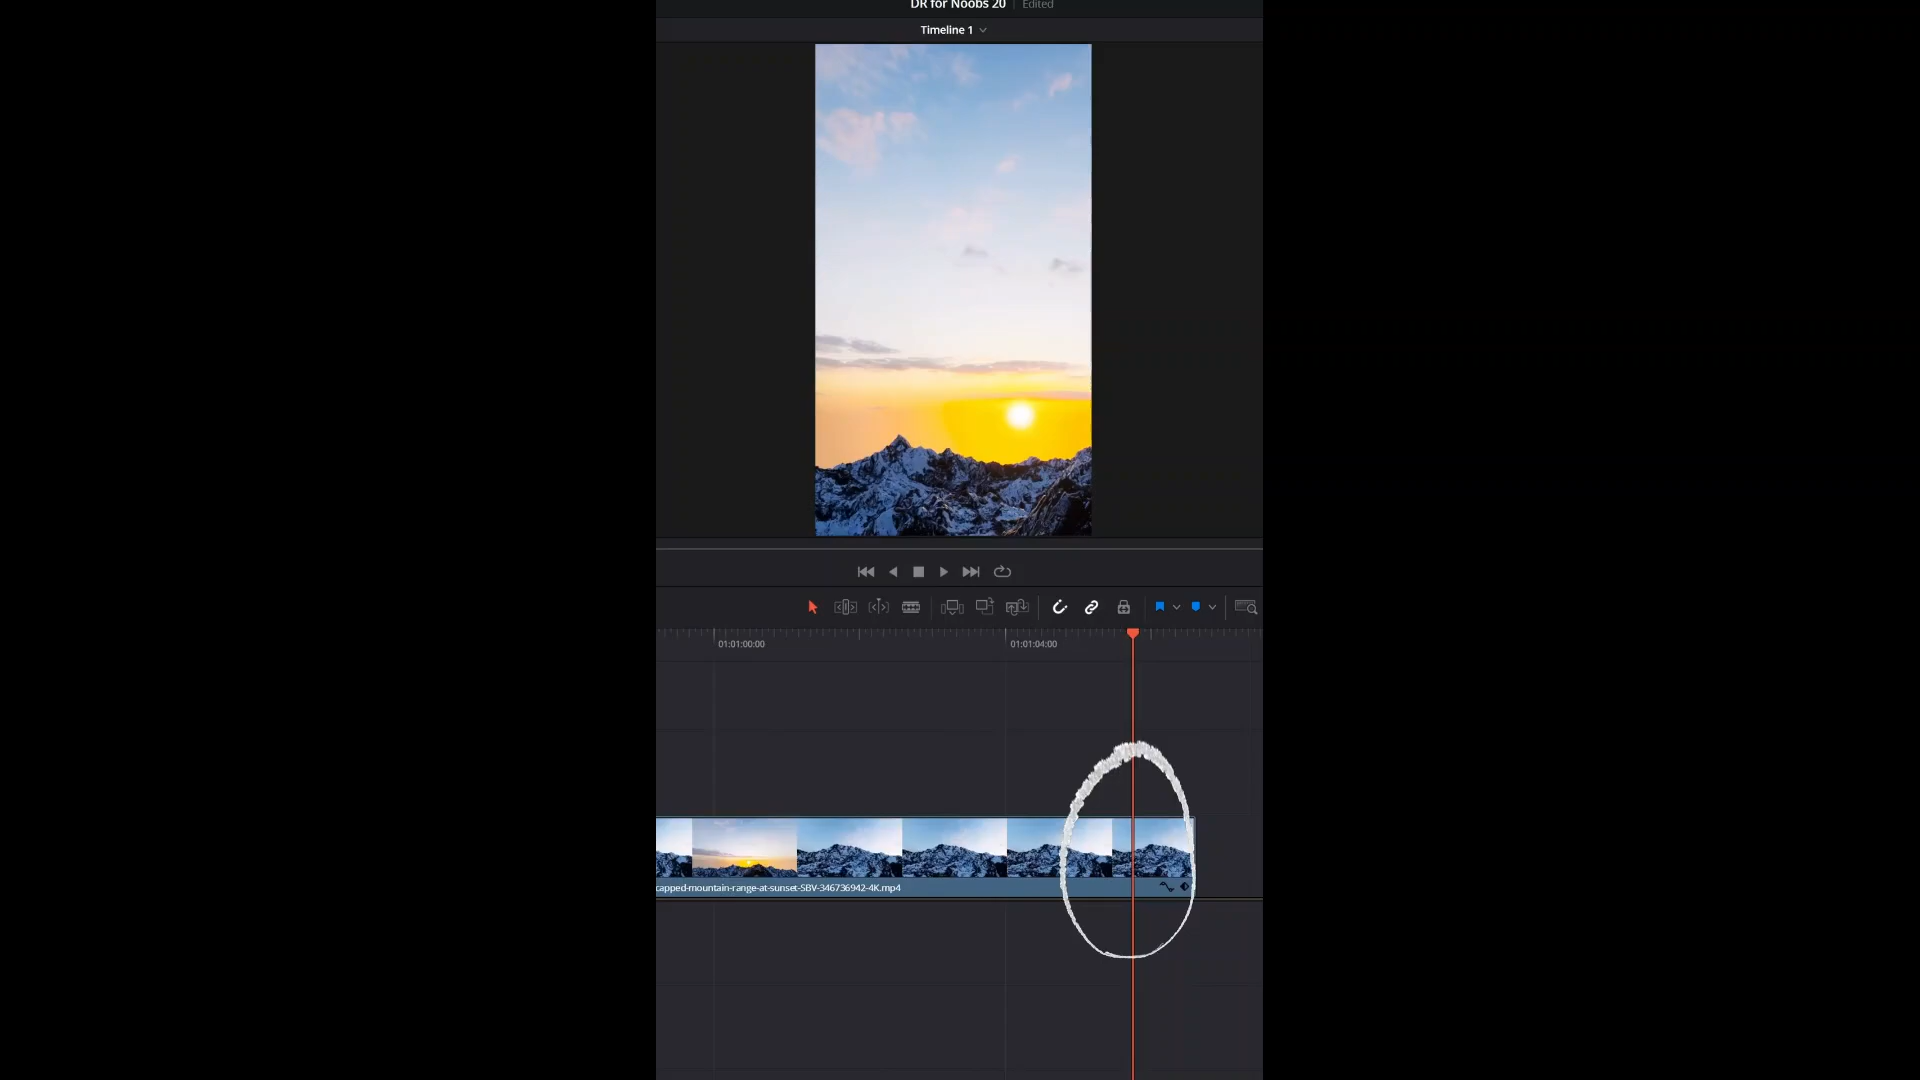 DR for Noobs 20 Edited
Timeline 1
01:01:00:00 01:01:04:00
capped-mountain-range-at-sunset-SBV-346736942-4K.mp4